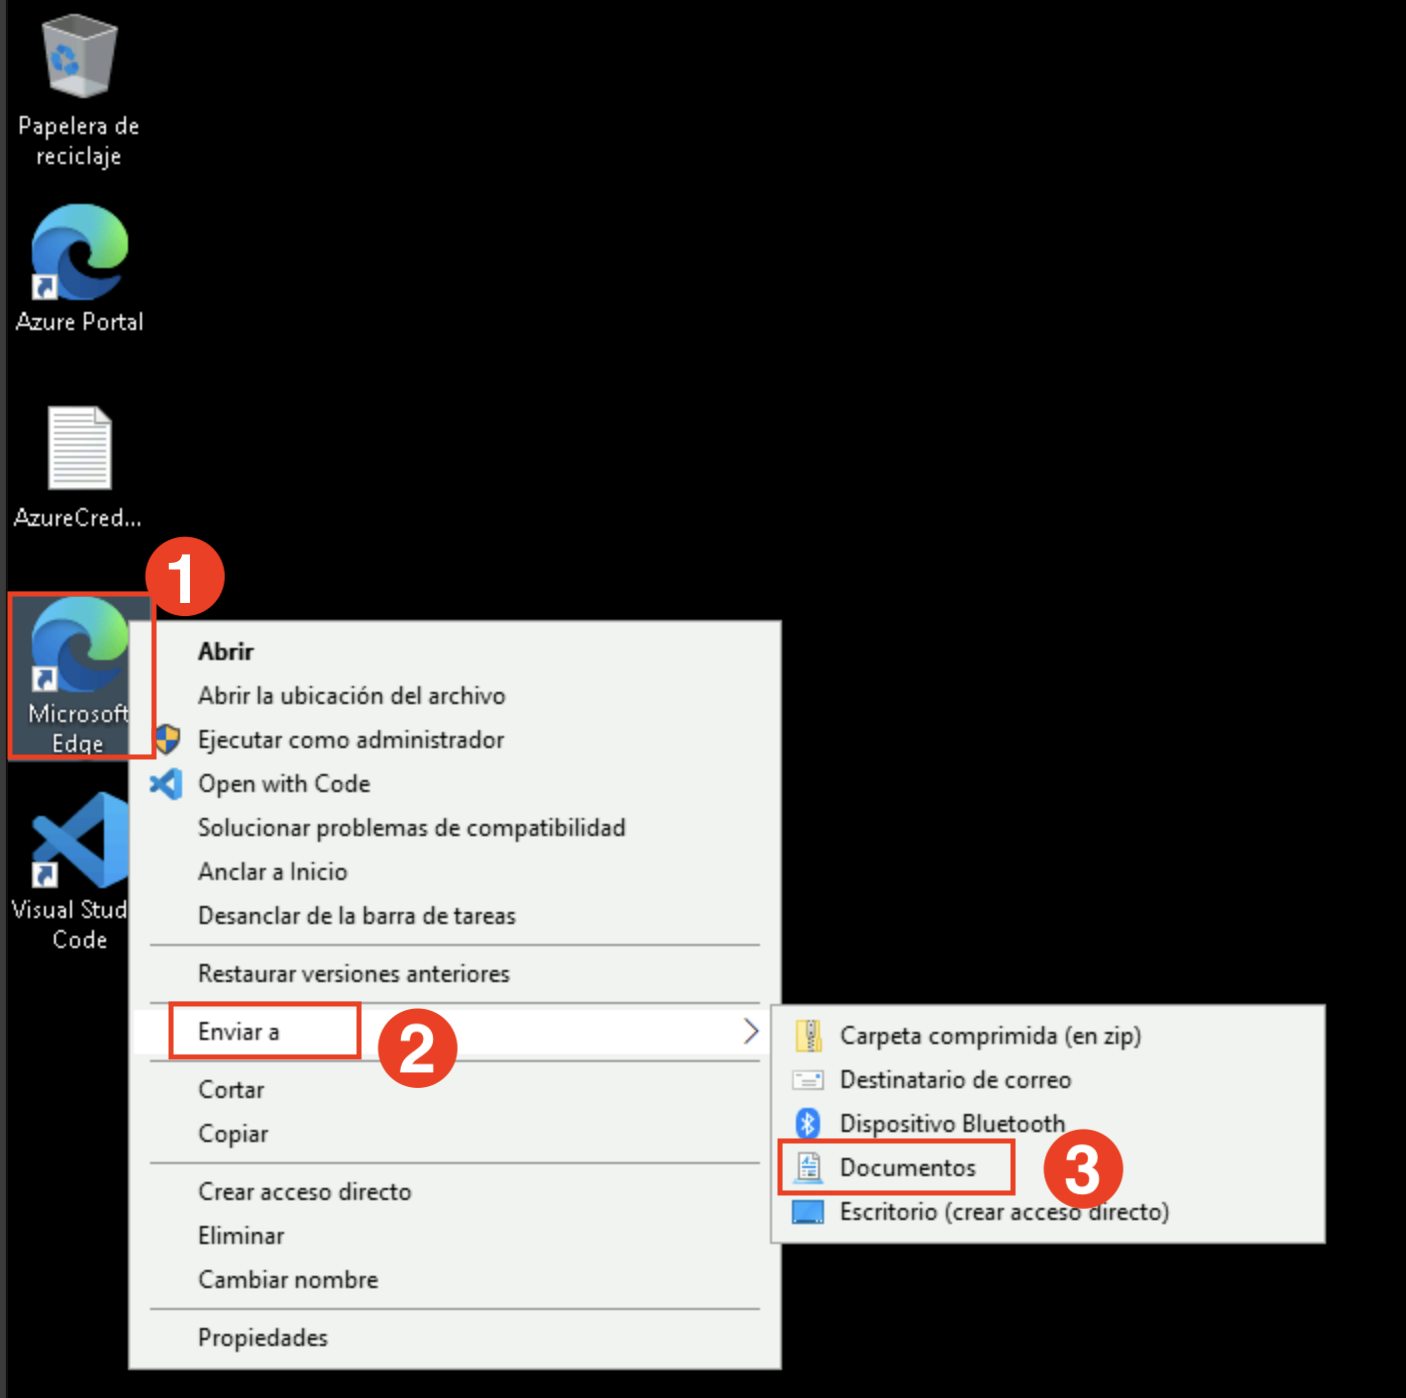 Papelera de
reciclaje
Azure Portal
AzureCred...
1
Microsoft
Edge
Visual Stud
Code
Abrir
Abrir la ubicación del archivo
Ejecutar como administrador
Open with Code
Solucionar problemas de compatibilidad
Anclar a Inicio
Desanclar de la barra de tareas
Restaurar versiones anteriores
Enviar a
2
Cortar
Copiar
Crear acceso directo
Eliminar
Cambiar nombre
Propiedades
Carpeta comprimida (en zip)
Destinatario de correo
Dispositivo Bluetooth
Documentos
3
Escritorio (crear acceso directo)